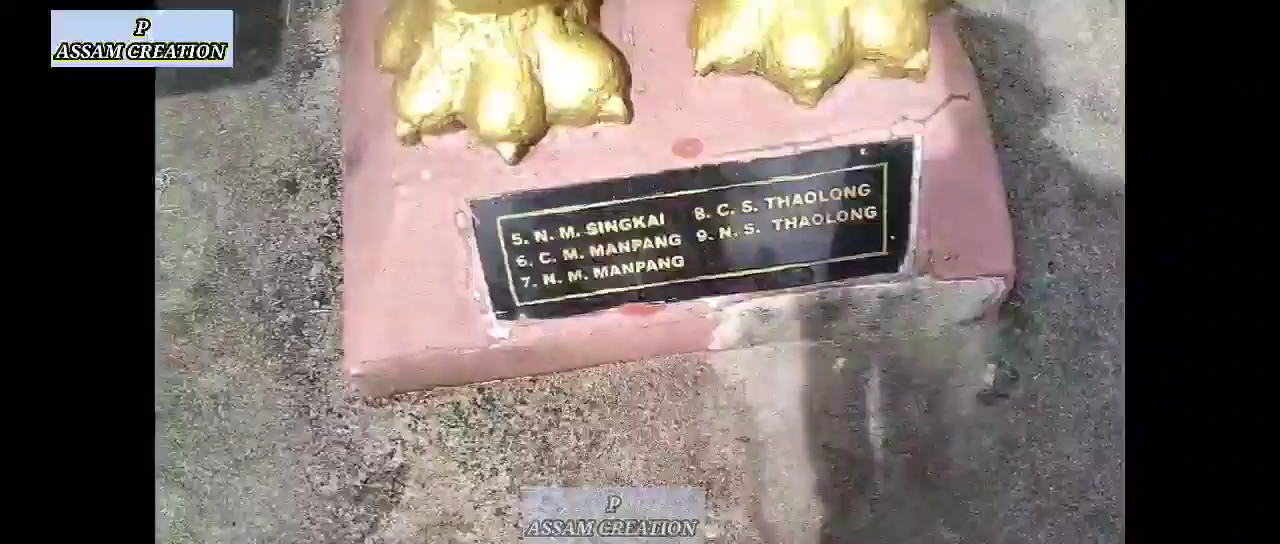 P
ASSAM CREATION
5. N. M. SINGKAI
6. C. M. MANPANG
7. N. M. MANPANG
8. C. S. THAOLONG
9. N. S. THAOLONG
P
ASSAM CREATION